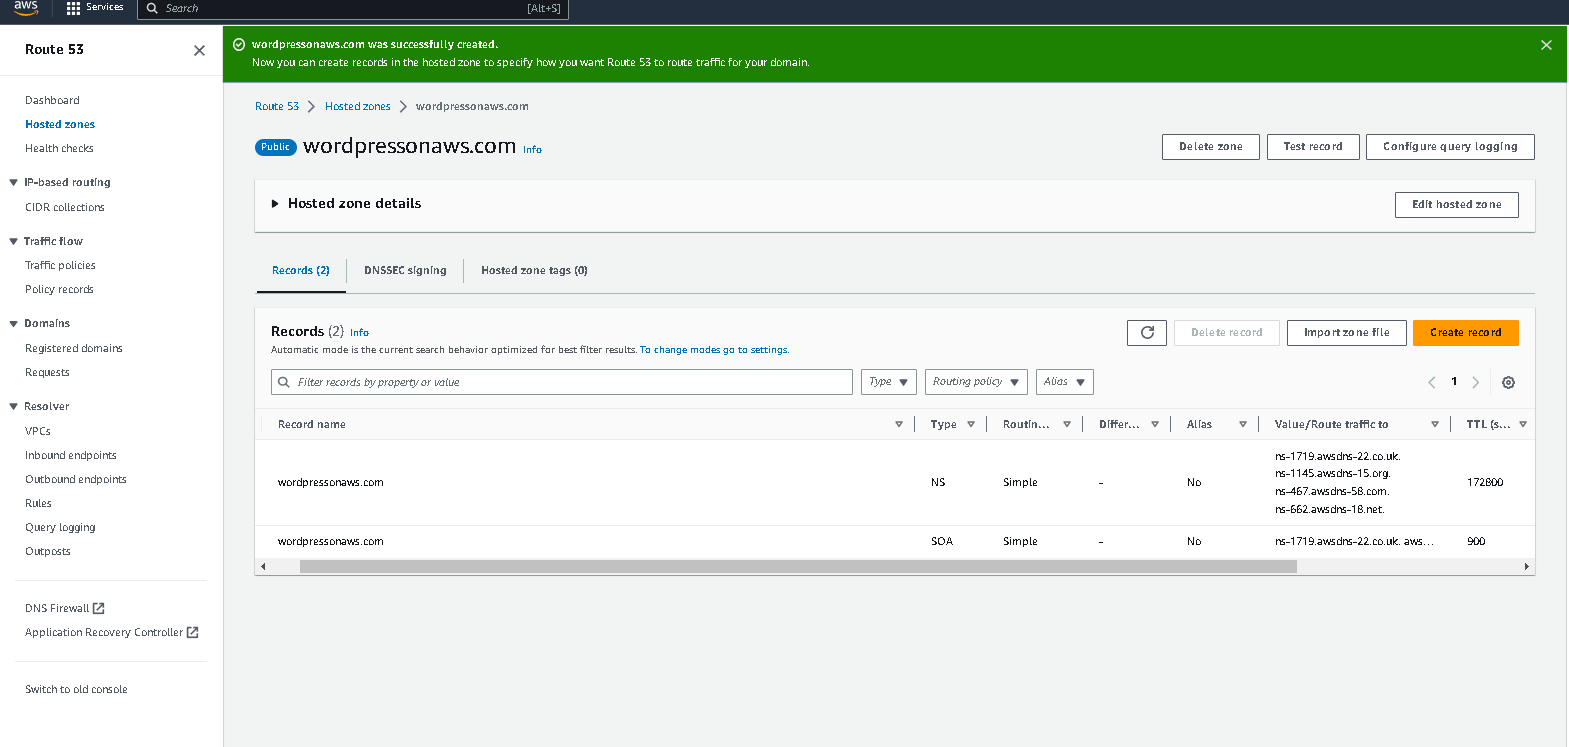 aws
Services
Search
[Alt+S]
Route 53
Dashboard
Hosted zones
Health checks
IP-based routing
CIDR collections
Traffic flow
Traffic policies
Policy records
Domains
Registered domains
Requests
Resolver
VPCs
Inbound endpoints
Outbound endpoints
Rules
Query logging
Outposts
DNS Firewall
Application Recovery Controller
Switch to old console
wordpressonaws.com was successfully created.
Now you can create records in the hosted zone to specify how you want Route 53 to route traffic for your domain.
Route 53 Hosted zones wordpressonaws.com
Public wordpressonaws.com Info
Delete zone Test record Configure query logging
Hosted zone details
Edit hosted zone
Records (2) DNSSEC signing Hosted zone tags (0)
Records (2) Info
Automatic mode is the current search behavior optimized for best filter results. To change modes go to settings.
Delete record Import zone file Create record
Filter records by property or value Type Routing policy Alias 1
Record name Type Routin... Differ... Alias Value/Route traffic to TTL (s...
wordpressonaws.com NS Simple - No
ns-1719.awsdns-22.co.uk.
ns-1145.awsdns-15.org.
ns-467.awsdns-58.com.
ns-662.awsdns-18.net.
172800
wordpressonaws.com SOA Simple - No ns-1719.awsdns-22.co.uk. aws... 900